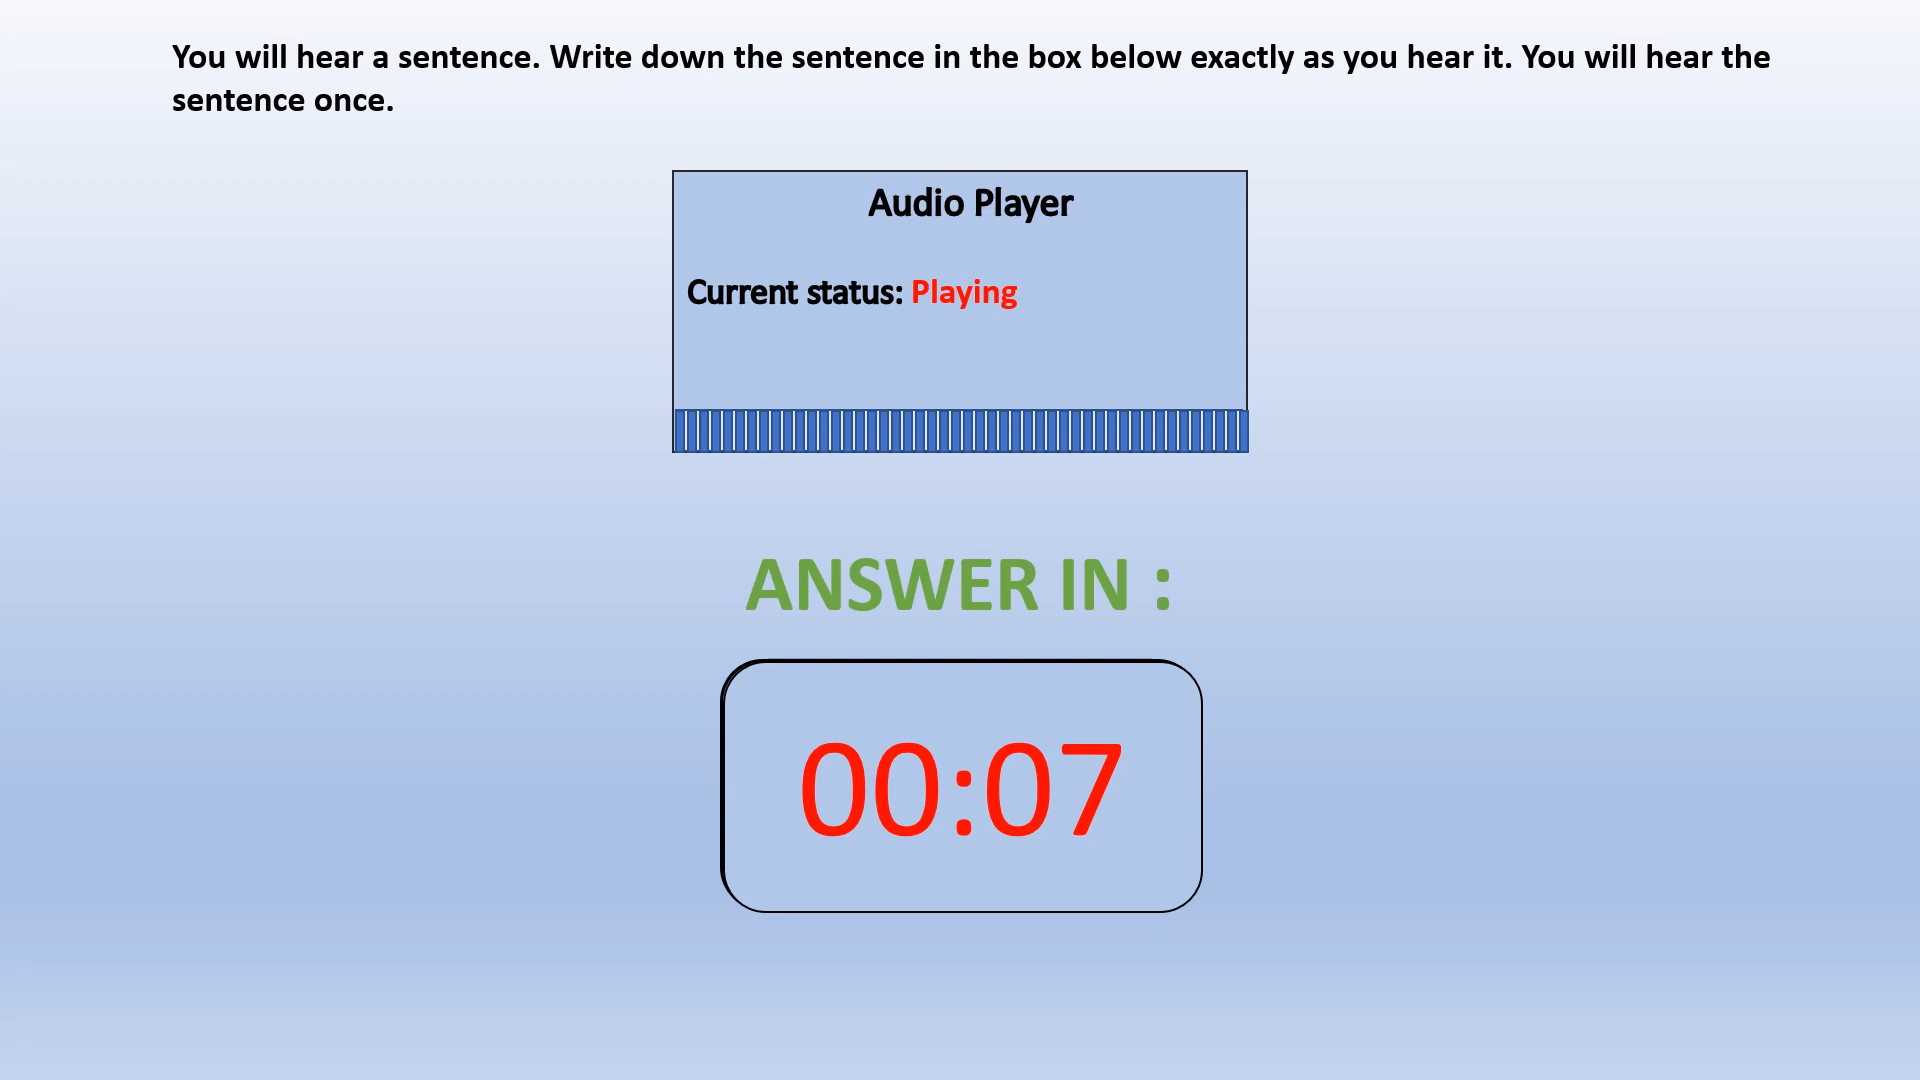 You will hear a sentence. Write down the sentence in the box below exactly as you hear it. You will hear the
sentence once.
Audio Player
Current status: Playing
ANSWER IN :
00:07